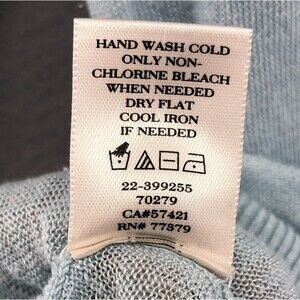 HAND WASH COLD
ONLY NON-
CHLORINE BLEACH
WHEN NEEDED
DRY FLAT
COOL IRON
IF NEEDED
22-399255
70279
CA#57421
RN# 77379